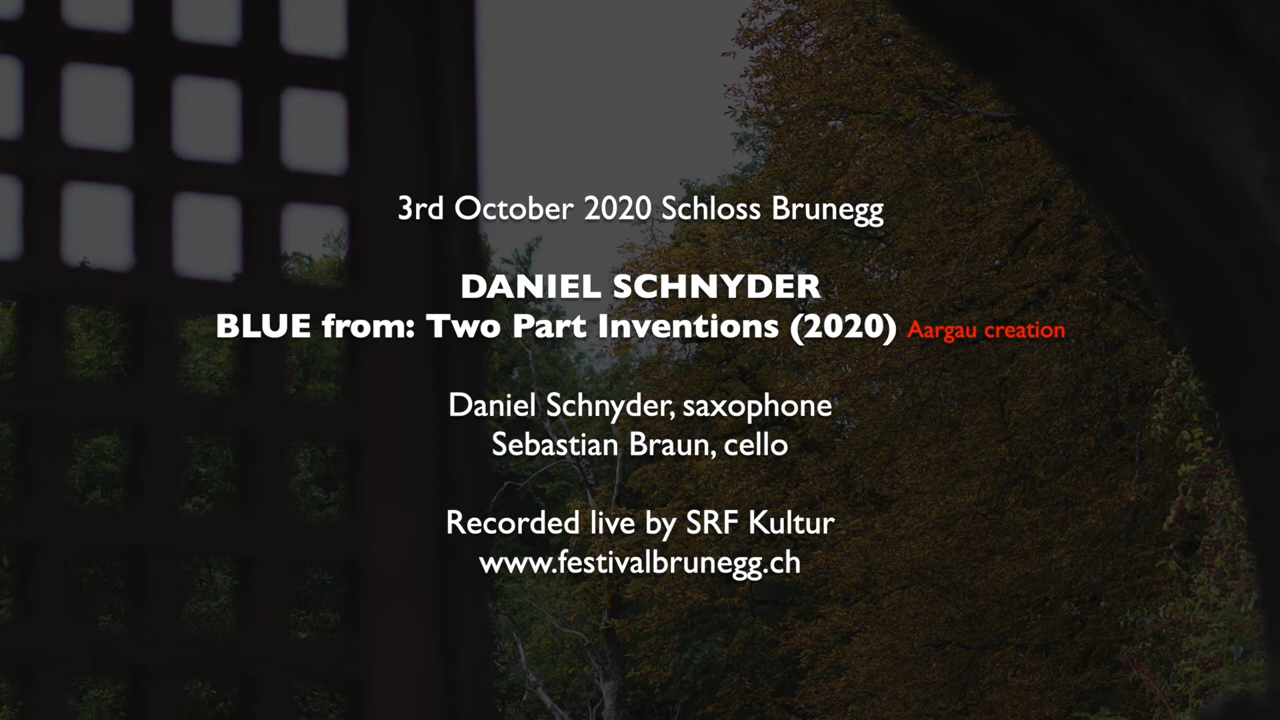 3rd October 2020 Schloss Brunegg
DANIEL SCHNYDER
BLUE from: Two Part Inventions (2020) Aargau creation
Daniel Schnyder, saxophone
Sebastian Braun, cello
Recorded live by SRF Kultur
www.festivalbrunegg.ch